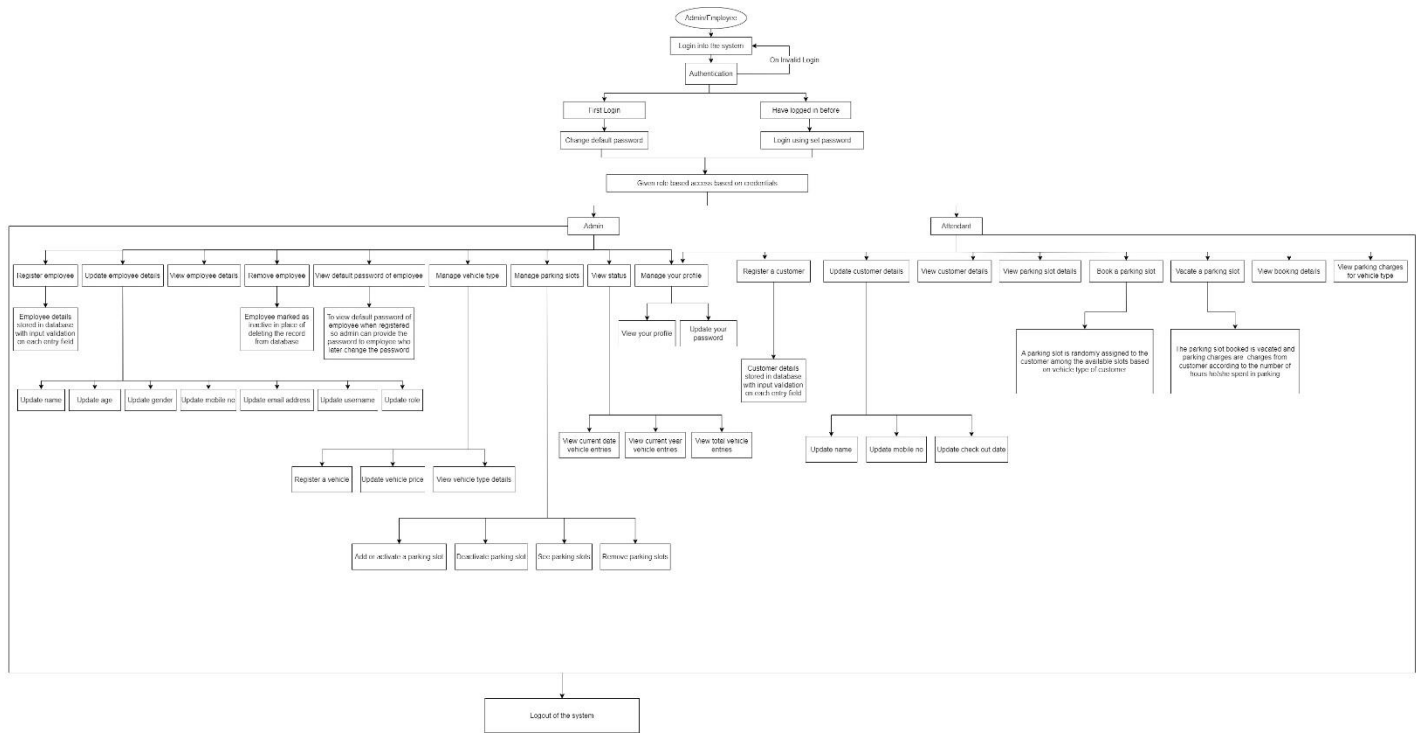 Admin/Employee
Login into the system
On Invalid Login
Authentication
First Login
Have logged in before
Change default password
Login using set password
Given role based access based on credentials
Admin
Attendant
Register employee
Update employee details
View employee details
Remove employee
View default password of employee
Manage vehicle type
Manage parking slots
View status
Manage your profile
Register a customer
Update customer details
View customer details
View parking slot details
Book a parking slot
Vacate a parking slot
View booking details
View parking charges
for vehicle type
Employee details
stored in database
with input validation
on each entry field
Employee marked as
inactive in place of
deleting the record
from database
To view default password of
employee when registered
so admin can provide the
password to employee who
later change the password
View your profile
Update your
password
A parking slot is randomly assigned to the
customer among the available slots based
on vehicle type of customer
The parking slot booked is vacated and
parking charges are charges from
customer according to the number of
hours he/she spent in parking
Customer details
stored in database
with input validation
on each entry field
Update name
Update age
Update gender
Update mobile no
Update email address
Update username
Update role
View current date
vehicle entries
View current year
vehicle entries
View total vehicle
entries
Update name
Update mobile no
Update check out date
Register a vehicle
Update vehicle price
View vehicle type details
Add or activate a parking slot
Deactivate parking slot
See parking slots
Remove parking slots
Logout of the system